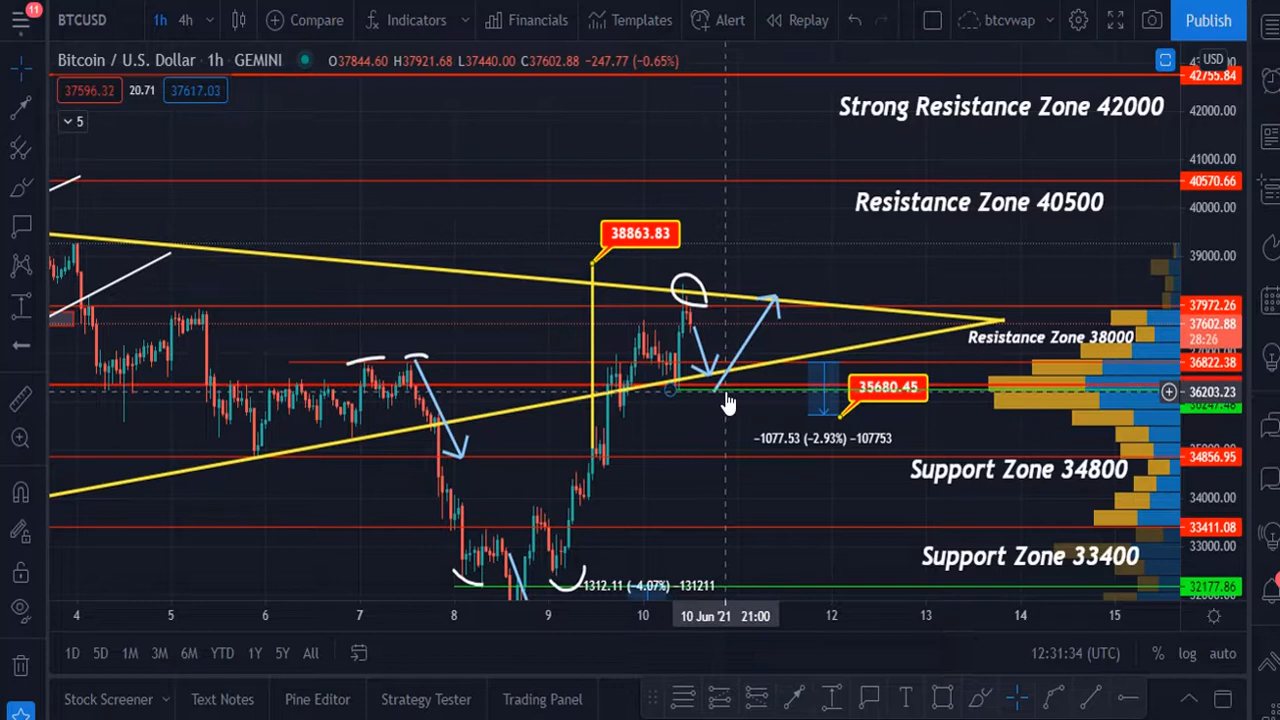 11
BTCUSD 1h 4h Compare Indicators Financials Templates Alert Replay btcvwap Publish
Bitcoin / U.S. Dollar 1h GEMINI O37844.60 H37921.68 L37440.00 C37602.88 -247.77 (-0.65%) USD
42755.84
37596.32 20.71 37617.03
Strong Resistance Zone 42000 42000.00
5
41000.00
40570.66
Resistance Zone 40500 40000.00
38863.83
39000.00
37972.26
37602.88
28:26
Resistance Zone 38000
36822.38
35680.45 36203.23
36247.48
−1077.53 (−2.93%) −107753
34856.95
Support Zone 34800
34000.00
33411.08
33000.00
Support Zone 33400
1312.11 (−4.07%) −131211 32177.86
4 5 6 7 8 9 10 10 Jun '21 21:00 12 13 14 15
1D 5D 1M 3M 6M YTD 1Y 5Y All 12:31:34 (UTC) % log auto
Stock Screener Text Notes Pine Editor Strategy Tester Trading Panel